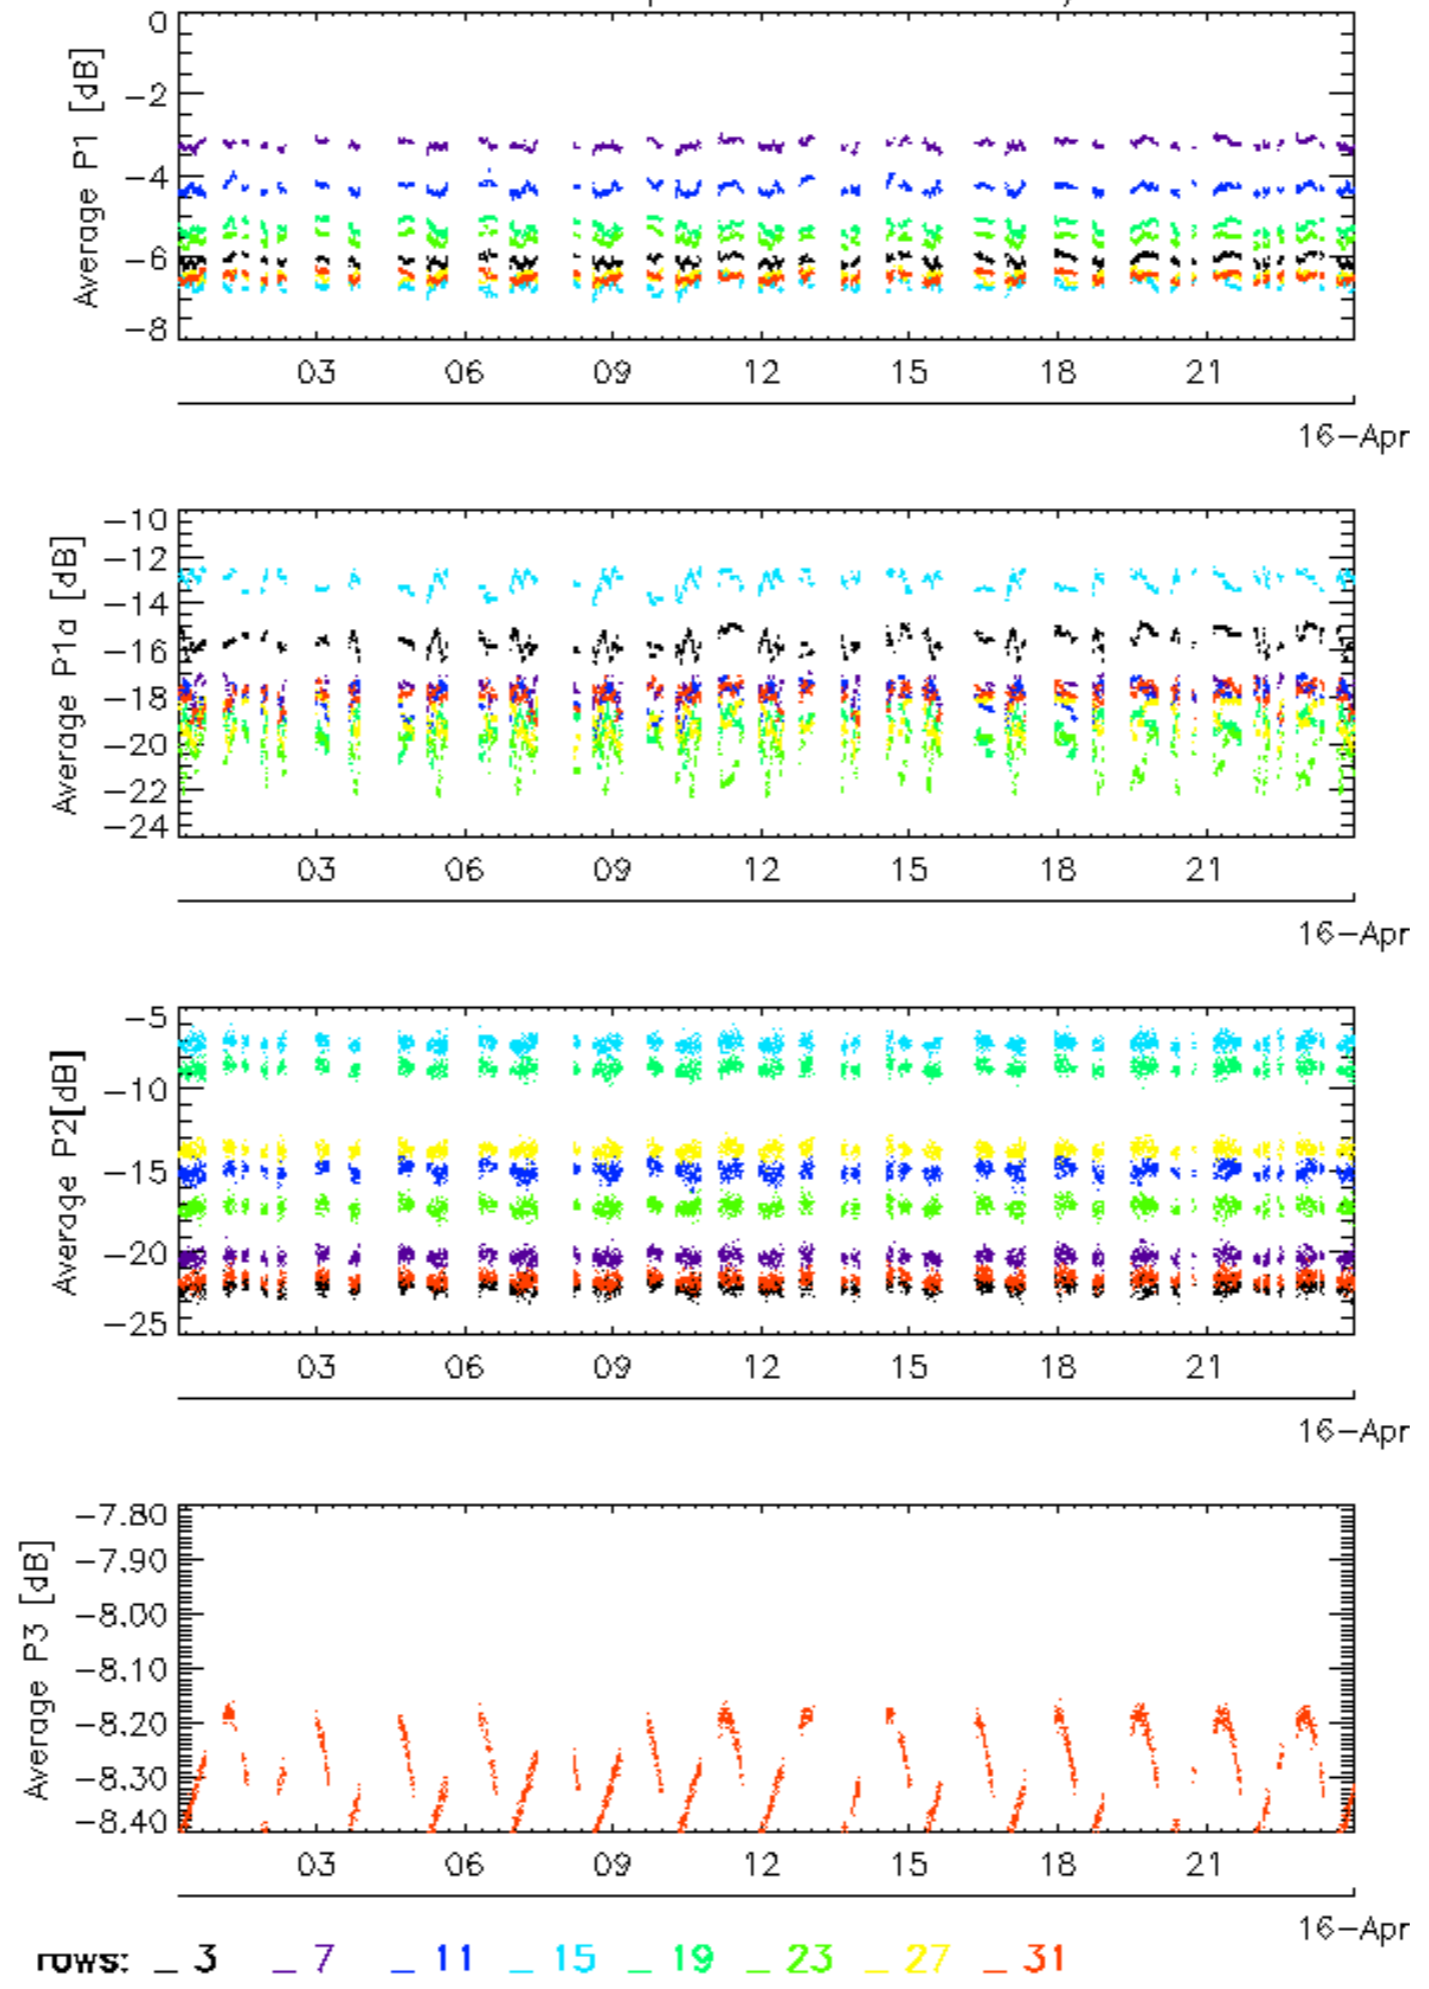 0
-2
-4
-6
-8
Average P1 [dB]
03 06 09 12 15 18 21
16-Apr
-10
-12
-14
-16
-18
-20
-22
-24
Average P1a [dB]
03 06 09 12 15 18 21
16-Apr
-5
-10
-15
-20
-25
Average P2[dB]
03 06 09 12 15 18 21
16-Apr
-7.80
-7.90
-8.00
-8.10
-8.20
-8.30
-8.40
Average P3 [dB]
03 06 09 12 15 18 21
16-Apr
rows: _ 3 _ 7 _ 11 _ 15 _ 19 _ 23 _ 27 _ 31